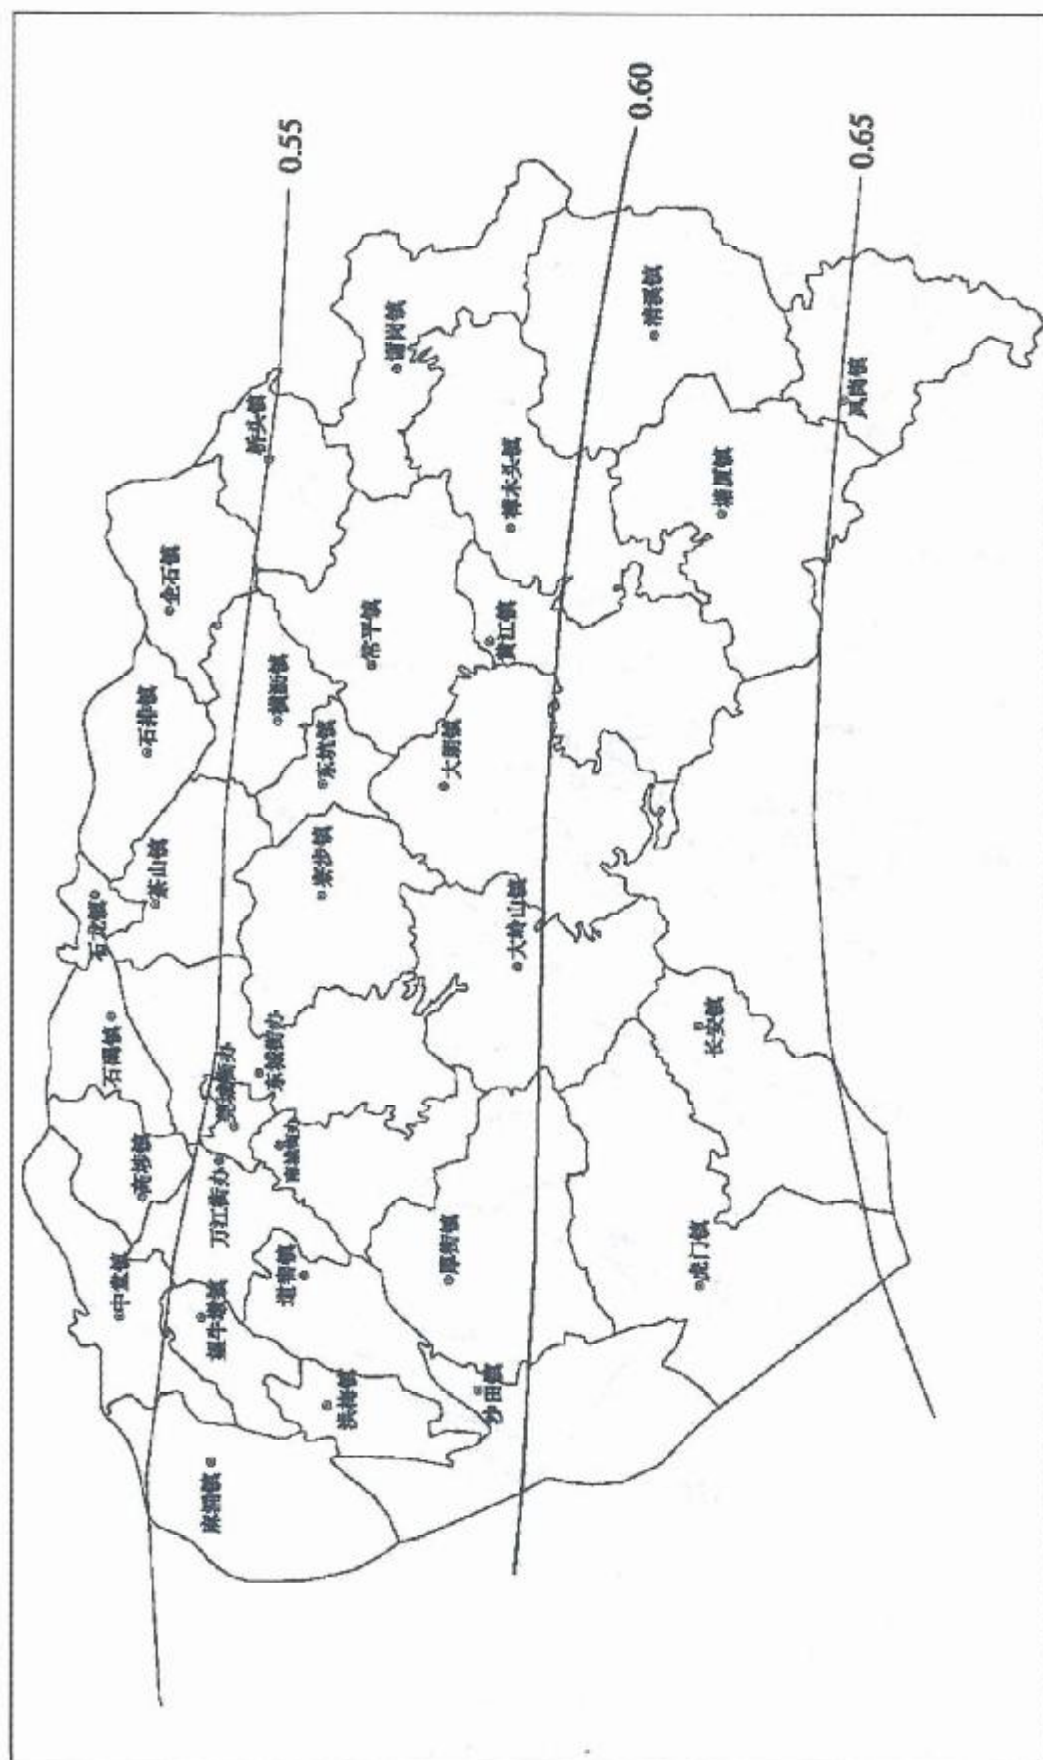 0.55
0.60
0.65
谢岗镇
清溪镇
凤岗镇
桥头镇
樟木头镇
塘厦镇
企石镇
常平镇
黄江镇
石排镇
横沥镇
东坑镇
大朗镇
茶山镇
寮步镇
大岭山镇
石龙镇
石碣镇
莞城街办
东城街办
长安镇
高埗镇
万江街办
南城街办
厚街镇
虎门镇
中堂镇
望牛墩镇
道滘镇
洪梅镇
沙田镇
麻涌镇